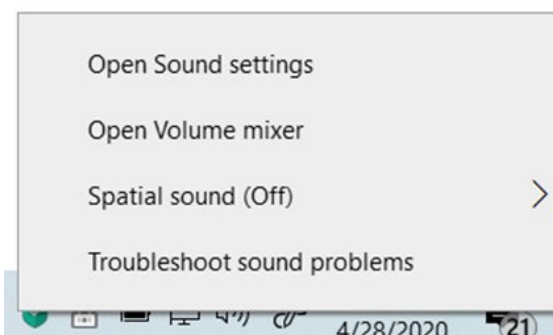 Open Sound settings
Open Volume mixer
Spatial sound (Off)
Troubleshoot sound problems
4/28/2020
21